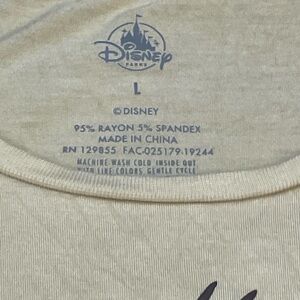 Disney
PARKS
L
©DISNEY
95% RAYON 5% SPANDEX
MADE IN CHINA
RN 129855 FAC-025179-19244
MACHINE WASH COLD INSIDE OUT
WITH LIKE COLORS GENTLE CYCLE